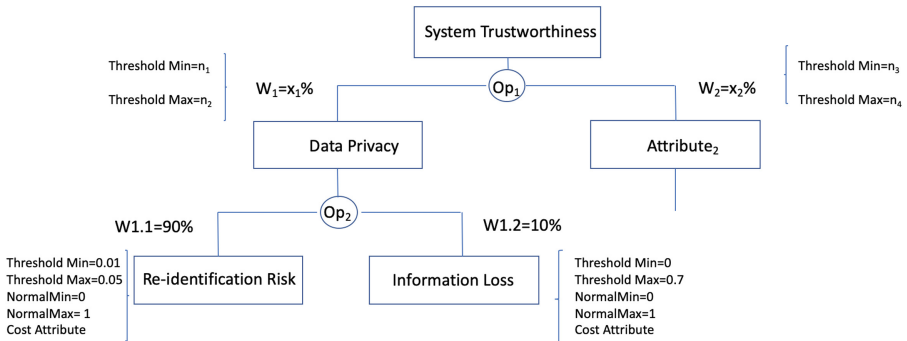 System Trustworthiness
Threshold Min=n₁
Threshold Max=n₂
W₁=x₁%
Op₁
W₂=x₂%
Threshold Min=n₃
Threshold Max=n₄
Data Privacy
Attribute₂
W1.1=90%
Op₂
W1.2=10%
Threshold Min=0.01
Threshold Max=0.05
NormalMin=0
NormalMax= 1
Cost Attribute
Re-identification Risk
Information Loss
Threshold Min=0
Threshold Max=0.7
NormalMin=0
NormalMax=1
Cost Attribute